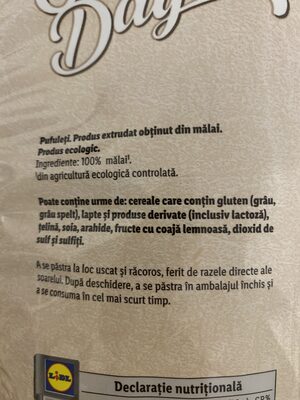 Day
Pufuleți. Produs extrudat obținut din mălai.
Produs ecologic.
Ingrediente: 100% mălai¹.
¹din agricultură ecologică controlată.
Poate conține urme de: cereale care conțin gluten (grâu,
grâu spelt), lapte și produse derivate (inclusiv lactoză),
țelină, soia, arahide, fructe cu coajă lemnoasă, dioxid de
sulf și sulfiți.
A se păstra la loc uscat și răcoros, ferit de razele directe ale
soarelui. După deschidere, a se păstra în ambalajul închis și
a se consuma în cel mai scurt timp.
LIDL
Declarație nutrițională